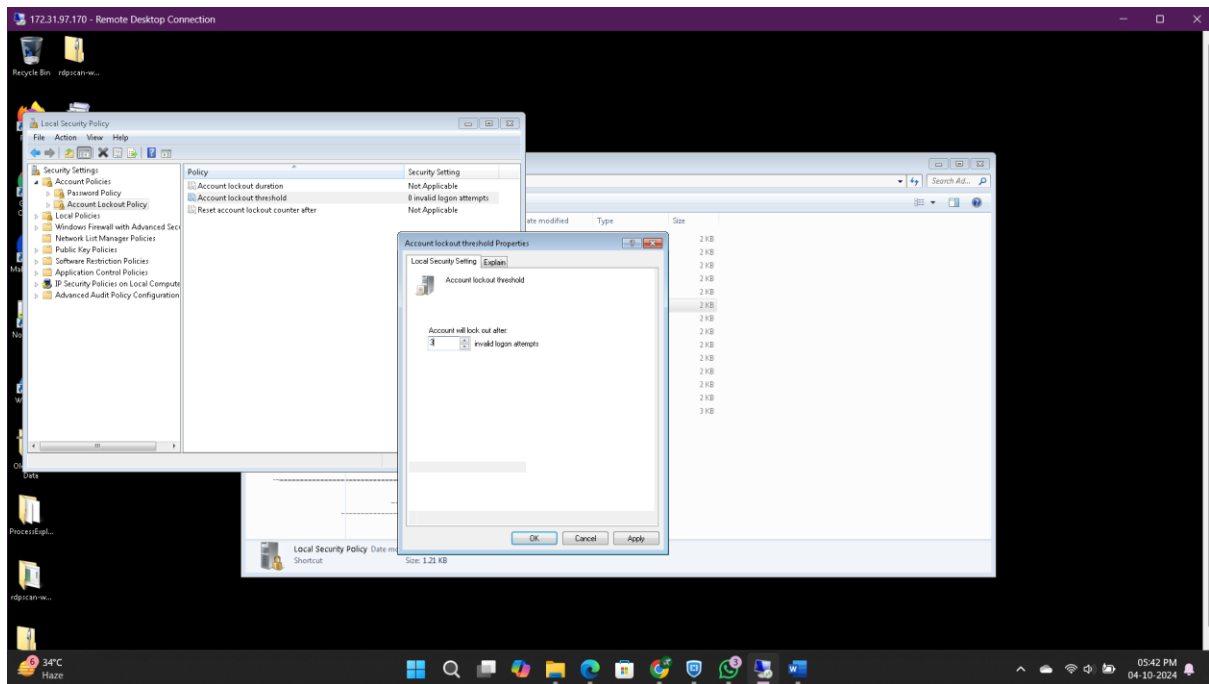 172.31.97.170 - Remote Desktop Connection
Recycle Bin
rdpscan-w...
Local Security Policy
File Action View Help
Security Settings
Account Policies
Password Policy
Account Lockout Policy
Local Policies
Windows Firewall with Advanced Secu
Network List Manager Policies
Public Key Policies
Software Restriction Policies
Application Control Policies
IP Security Policies on Local Compute
Advanced Audit Policy Configuration
Policy Security Setting
Account lockout duration Not Applicable
Account lockout threshold 0 invalid logon attempts
Reset account lockout counter after Not Applicable
Search Ad...
ate modified Type Size
2 KB
2 KB
2 KB
2 KB
2 KB
2 KB
2 KB
2 KB
2 KB
2 KB
2 KB
2 KB
2 KB
3 KB
Account lockout threshold Properties
Local Security Setting Explain
Account lockout threshold
Account will lock out after:
3 invalid logon attempts
OK Cancel Apply
Data
ProcessExpl...
rdpscan-w...
Local Security Policy Date mo
Shortcut Size: 1.21 KB
6
34°C
Haze
3
05:42 PM
04-10-2024